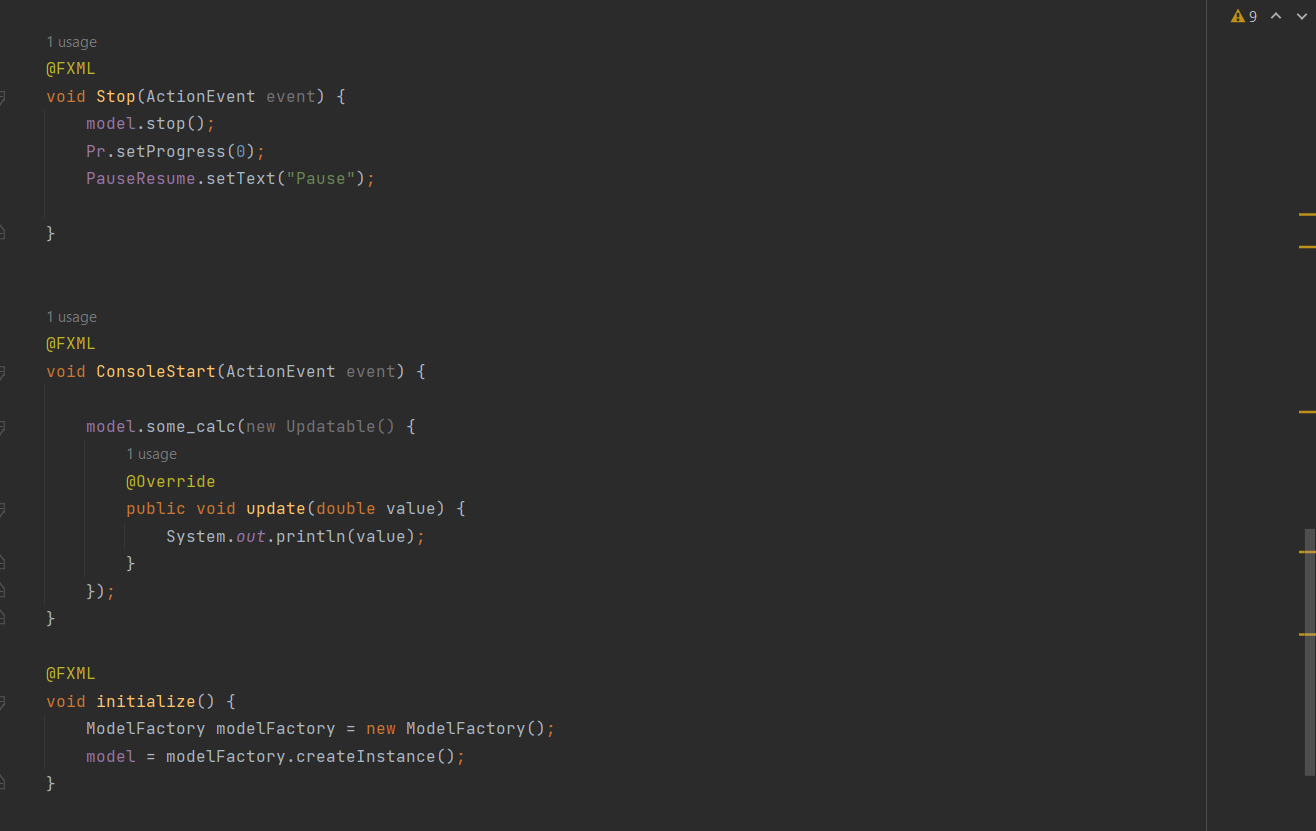 9
1 usage
@FXML
void Stop(ActionEvent event) {
    model.stop();
    Pr.setProgress(0);
    PauseResume.setText("Pause");
}
1 usage
@FXML
void ConsoleStart(ActionEvent event) {
    model.some_calc(new Updatable() {
        1 usage
        @Override
        public void update(double value) {
            System.out.println(value);
        }
    });
}
@FXML
void initialize() {
    ModelFactory modelFactory = new ModelFactory();
    model = modelFactory.createInstance();
}